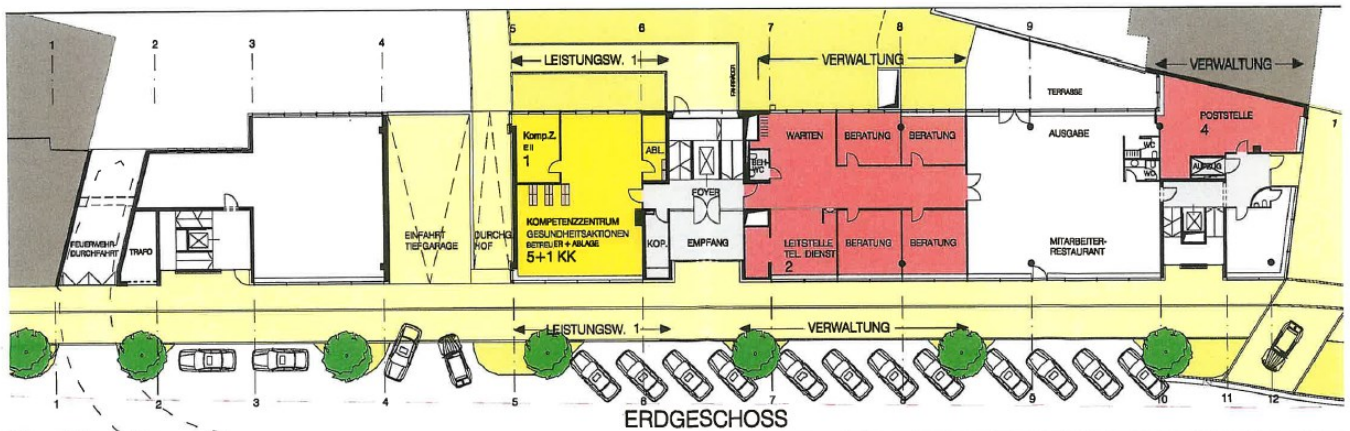 1 2 3 4 5 6 7 8 9
LEISTUNGSW. 1
VERWALTUNG
VERWALTUNG
FAHRRÄDER
TERRASSE
Komp.Z.
1
ABL.
WARTEN
BERATUNG
BERATUNG
AUSGABE
POSTSTELLE
4
WC
WC
AUFZUG
BEH.
WC
FOYER
KOMPETENZZENTRUM
GESUNDHEITSAKTIONEN
BETREUER + ABLAGE
5+1 KK
KOP.
EMPFANG
LEITSTELLE
TEL. DIENST
2
BERATUNG
BERATUNG
MITARBEITER-
RESTAURANT
FEUERWEHR-
DURCHFAHRT
TRAFO
EINFAHRT
TIEFGARAGE
DURCHG.
HOF
LEISTUNGSW. 1
VERWALTUNG
1 2 3 4 5 6 7 8 9 10 11 12
ERDGESCHOSS